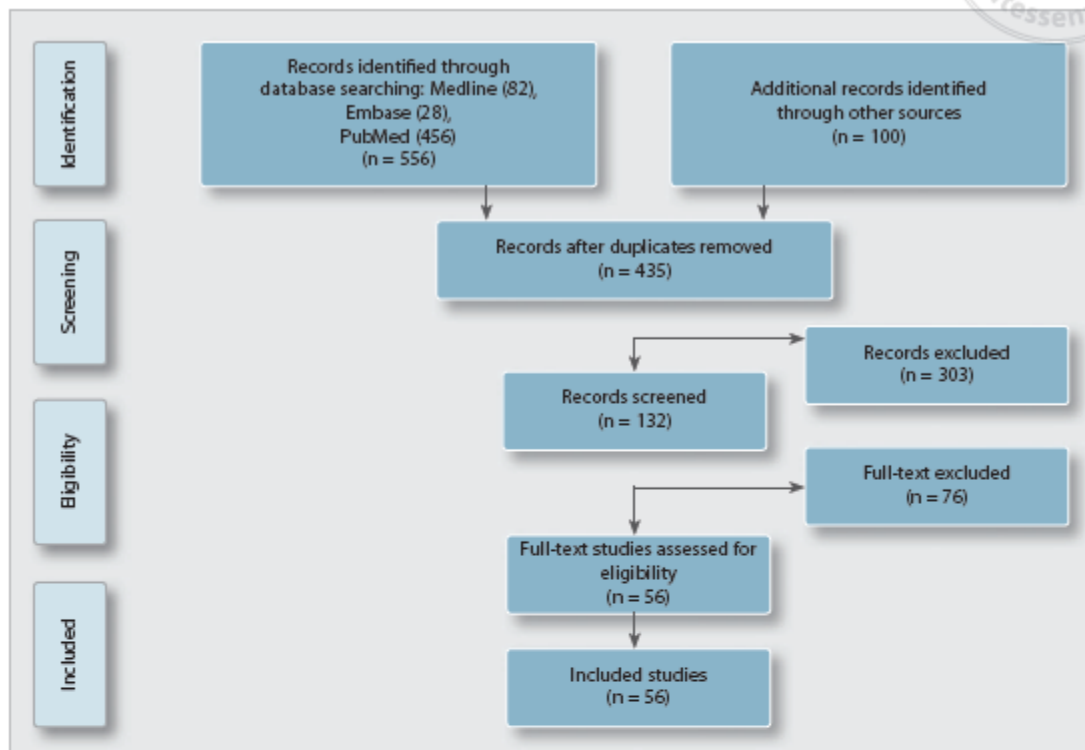 Identification
Records identified through
database searching: Medline (82),
Embase (28),
PubMed (456)
(n = 556)
Additional records identified
through other sources
(n = 100)
Screening
Records after duplicates removed
(n = 435)
Records excluded
(n = 303)
Records screened
(n = 132)
Eligibility
Full-text excluded
(n = 76)
Full-text studies assessed for
eligibility
(n = 56)
Included
Included studies
(n = 56)